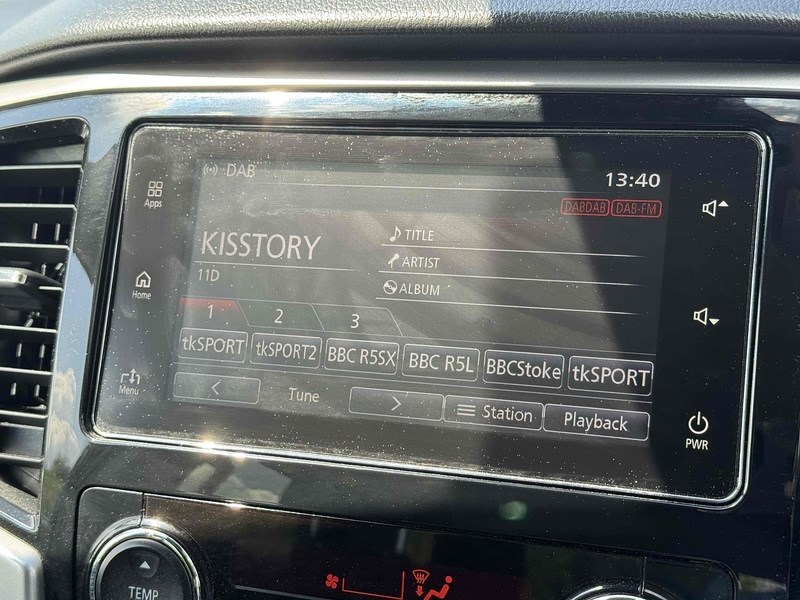 DAB
13:40
DABDAB DAB-FM
Apps
KISSTORY
11D
TITLE
ARTIST
ALBUM
Home
1 2 3
tkSPORT tkSPORT2 BBC R5SX BBC R5L BBCStoke tkSPORT
Menu
< Tune > Station Playback
PWR
TEMP